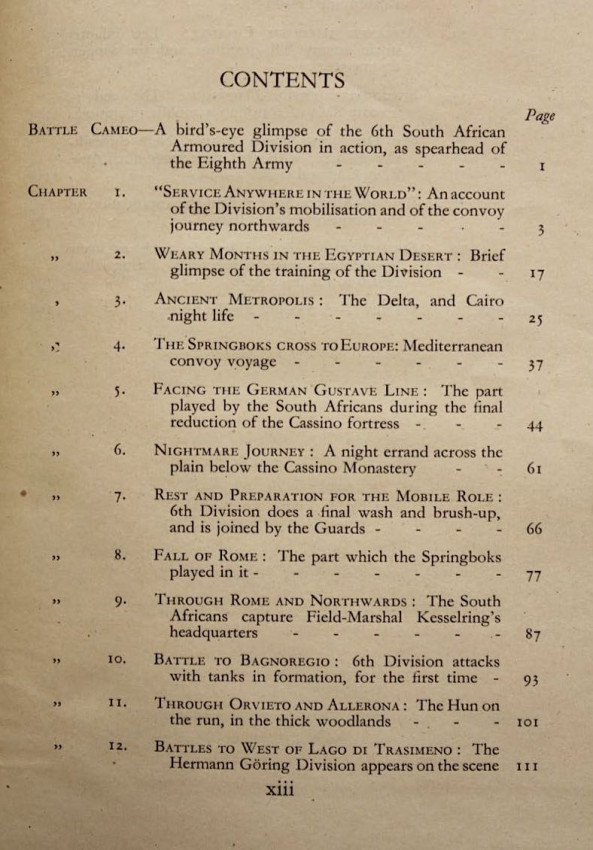 CONTENTS
Page
BATTLE CAMEO—A bird's-eye glimpse of the 6th South African
Armoured Division in action, as spearhead of
the Eighth Army - - - - - 1
CHAPTER 1. "SERVICE ANYWHERE IN THE WORLD": An account
of the Division's mobilisation and of the convoy
journey northwards - - - - - 3
„ 2. WEARY MONTHS IN THE EGYPTIAN DESERT: Brief
glimpse of the training of the Division - - 17
„ 3. ANCIENT METROPOLIS: The Delta, and Cairo
night life - - - - - - - 25
„ 4. THE SPRINGBOKS CROSS TO EUROPE: Mediterranean
convoy voyage - - - - - - 37
„ 5. FACING THE GERMAN GUSTAVE LINE: The part
played by the South Africans during the final
reduction of the Cassino fortress - - - 44
„ 6. NIGHTMARE JOURNEY: A night errand across the
plain below the Cassino Monastery - - 61
„ 7. REST AND PREPARATION FOR THE MOBILE ROLE:
6th Division does a final wash and brush-up,
and is joined by the Guards - - - - 66
„ 8. FALL OF ROME: The part which the Springboks
played in it - - - - - - - 77
„ 9. THROUGH ROME AND NORTHWARDS: The South
Africans capture Field-Marshal Kesselring's
headquarters - - - - - - 87
„ 10. BATTLE TO BAGNOREGIO: 6th Division attacks
with tanks in formation, for the first time - 93
„ 11. THROUGH ORVIETO AND ALLERONA: The Hun on
the run, in the thick woodlands - - - 101
„ 12. BATTLES TO WEST OF LAGO DI TRASIMENO: The
Hermann Göring Division appears on the scene 111
xiii